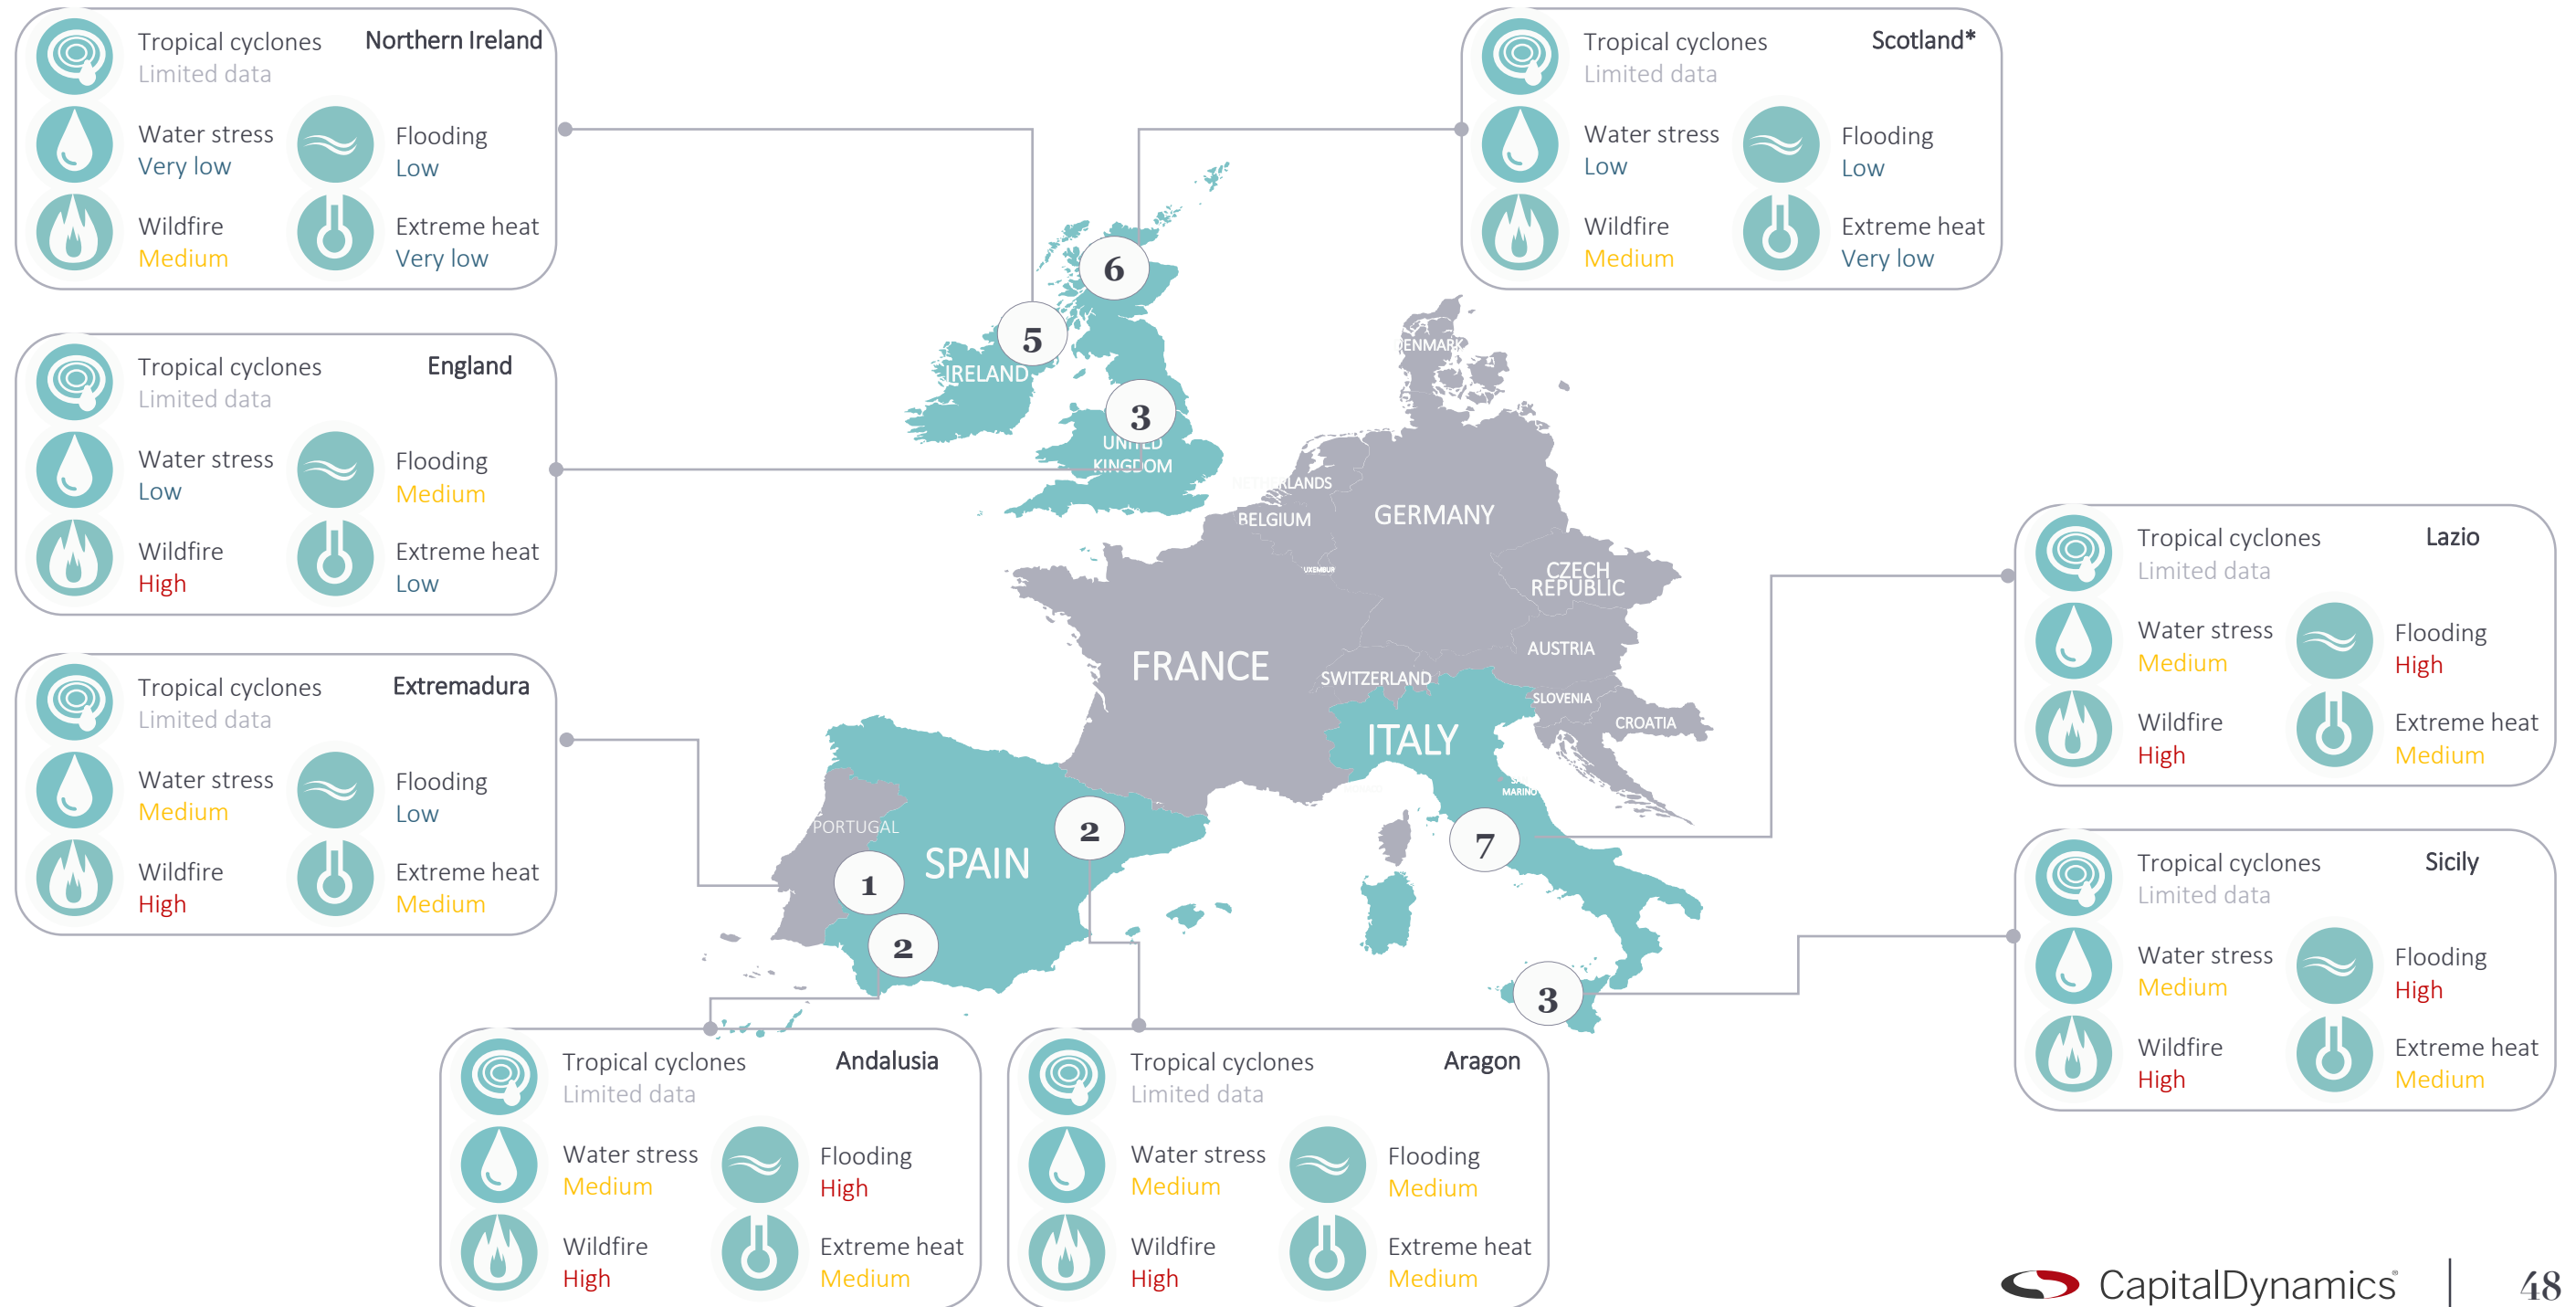 Northern Ireland
Tropical cyclones
Limited data
Water stress
Very low
Flooding
Low
Wildfire
Medium
Extreme heat
Very low
Scotland*
Tropical cyclones
Limited data
Water stress
Low
Flooding
Low
Wildfire
Medium
Extreme heat
Very low
England
Tropical cyclones
Limited data
Water stress
Low
Flooding
Medium
Wildfire
High
Extreme heat
Low
Extremadura
Tropical cyclones
Limited data
Water stress
Medium
Flooding
Low
Wildfire
High
Extreme heat
Medium
6
5
3
IRELAND
UNITED
KINGDOM
DENMARK
NETHERLANDS
BELGIUM
GERMANY
LUXEMBURG
CZECH
REPUBLIC
FRANCE
SWITZERLAND
AUSTRIA
SLOVENIA
CROATIA
ITALY
MARINO
PORTUGAL
SPAIN
2
1
2
7
3
Lazio
Tropical cyclones
Limited data
Water stress
Medium
Flooding
High
Wildfire
High
Extreme heat
Medium
Sicily
Tropical cyclones
Limited data
Water stress
Medium
Flooding
High
Wildfire
High
Extreme heat
Medium
Andalusia
Tropical cyclones
Limited data
Water stress
Medium
Flooding
High
Wildfire
High
Extreme heat
Medium
Aragon
Tropical cyclones
Limited data
Water stress
Medium
Flooding
Medium
Wildfire
High
Extreme heat
Medium
CapitalDynamics®
48